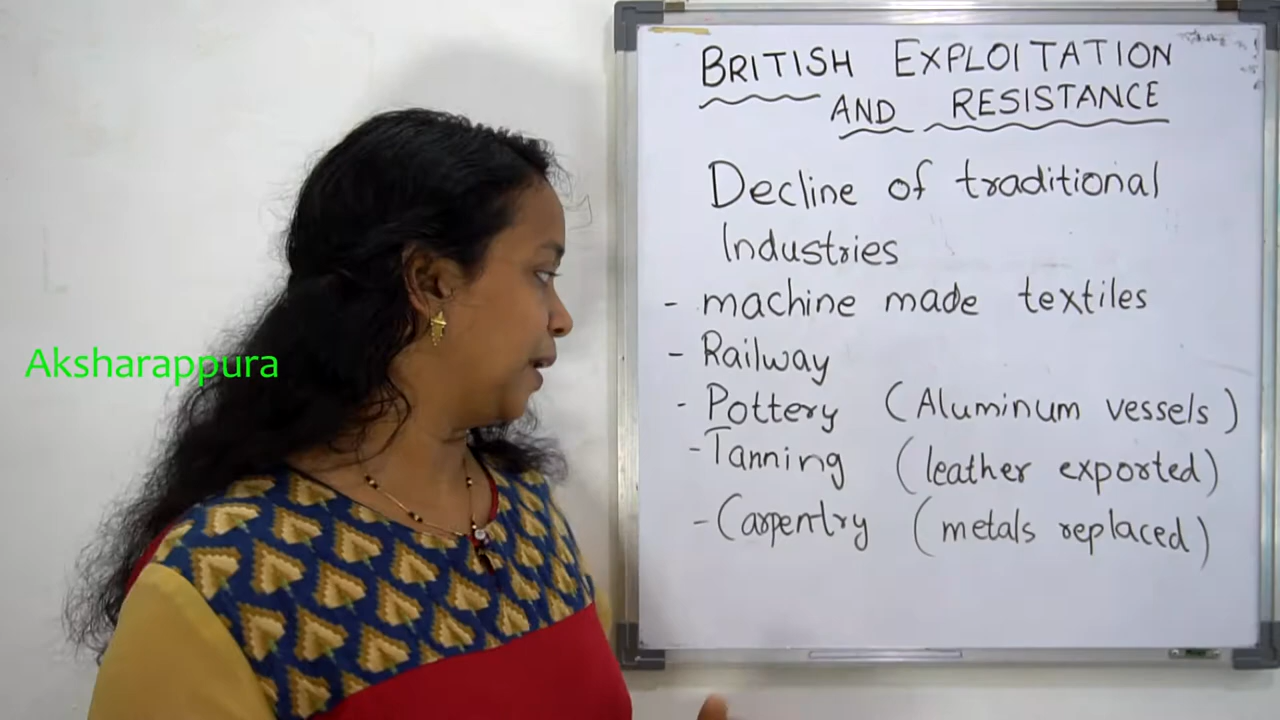 BRITISH EXPLOITATION
AND RESISTANCE
Decline of traditional
Industries
- machine made textiles
- Railway
- Pottery (Aluminum vessels)
- Tanning (leather exported)
- Carpentry (metals replaced)
Aksharappura